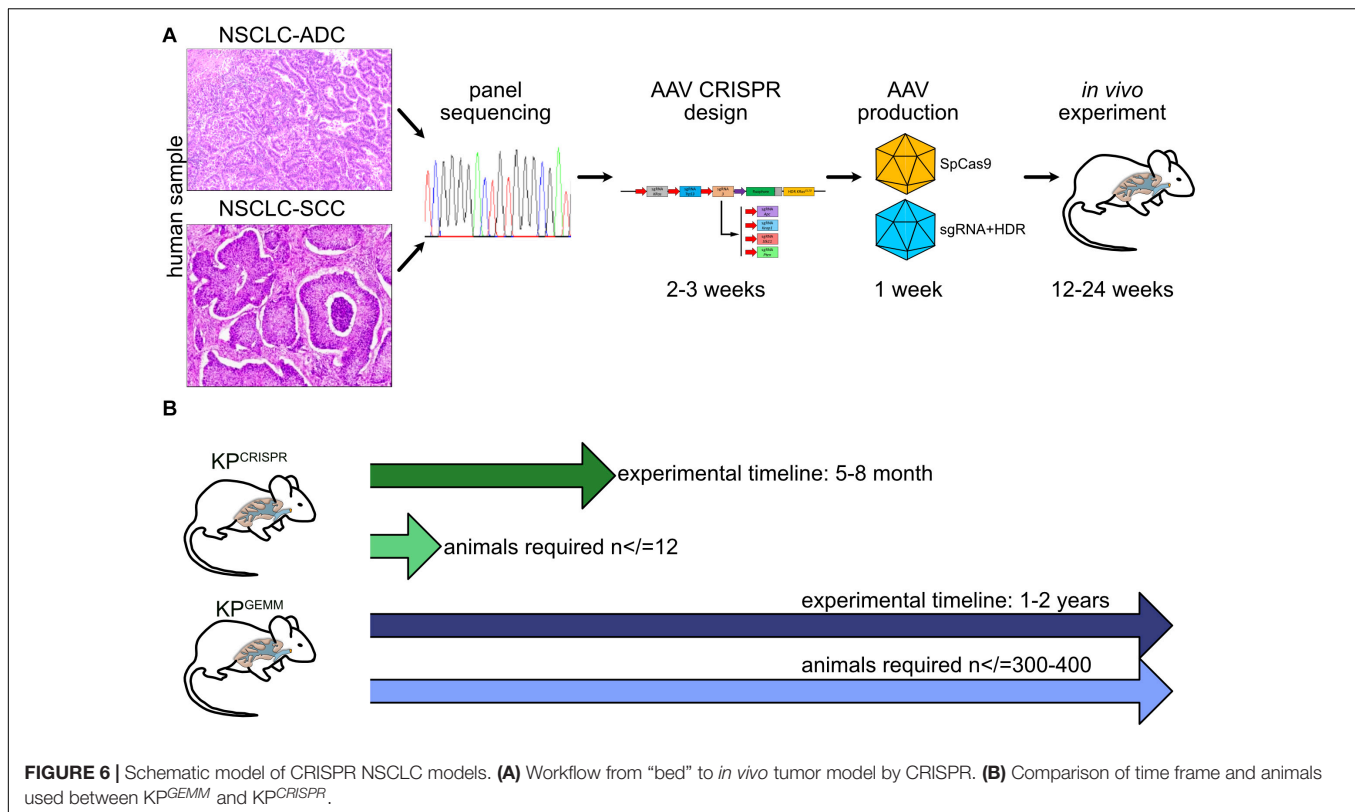 A
NSCLC-ADC
NSCLC-SCC
human sample
panel
sequencing
AAV CRISPR
design
2-3 weeks
AAV
production
SpCas9
sgRNA+HDR
1 week
in vivo
experiment
12-24 weeks
B
KPCRISPR
experimental timeline: 5-8 month
animals required n</=12
KPGEMM
experimental timeline: 1-2 years
animals required n</=300-400
FIGURE 6 | Schematic model of CRISPR NSCLC models. (A) Workflow from “bed” to in vivo tumor model by CRISPR. (B) Comparison of time frame and animals
used between KPGEMM and KPCRISPR.